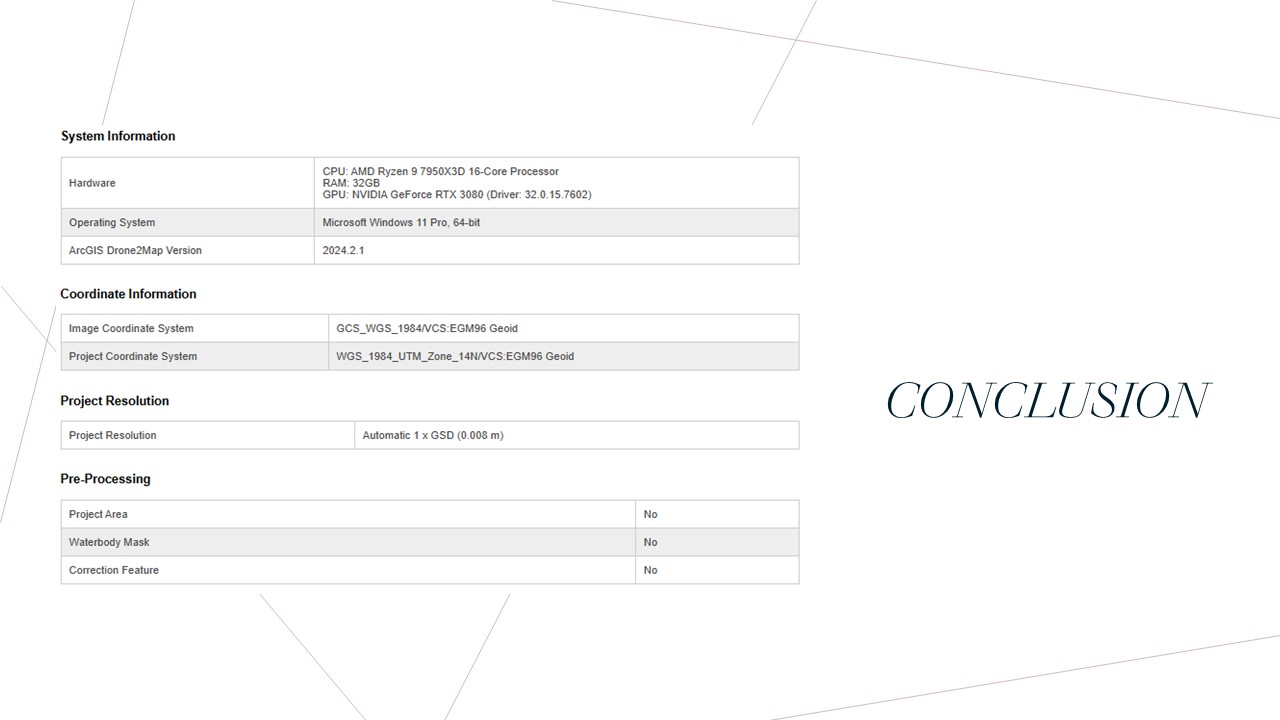 System Information
Hardware
CPU: AMD Ryzen 9 7950X3D 16-Core Processor
RAM: 32GB
GPU: NVIDIA GeForce RTX 3080 (Driver: 32.0.15.7602)
Operating System
Microsoft Windows 11 Pro, 64-bit
ArcGIS Drone2Map Version
2024.2.1
Coordinate Information
Image Coordinate System
GCS_WGS_1984/VCS:EGM96 Geoid
Project Coordinate System
WGS_1984_UTM_Zone_14N/VCS:EGM96 Geoid
Project Resolution
Project Resolution
Automatic 1 x GSD (0.008 m)
Pre-Processing
Project Area
No
Waterbody Mask
No
Correction Feature
No
CONCLUSION